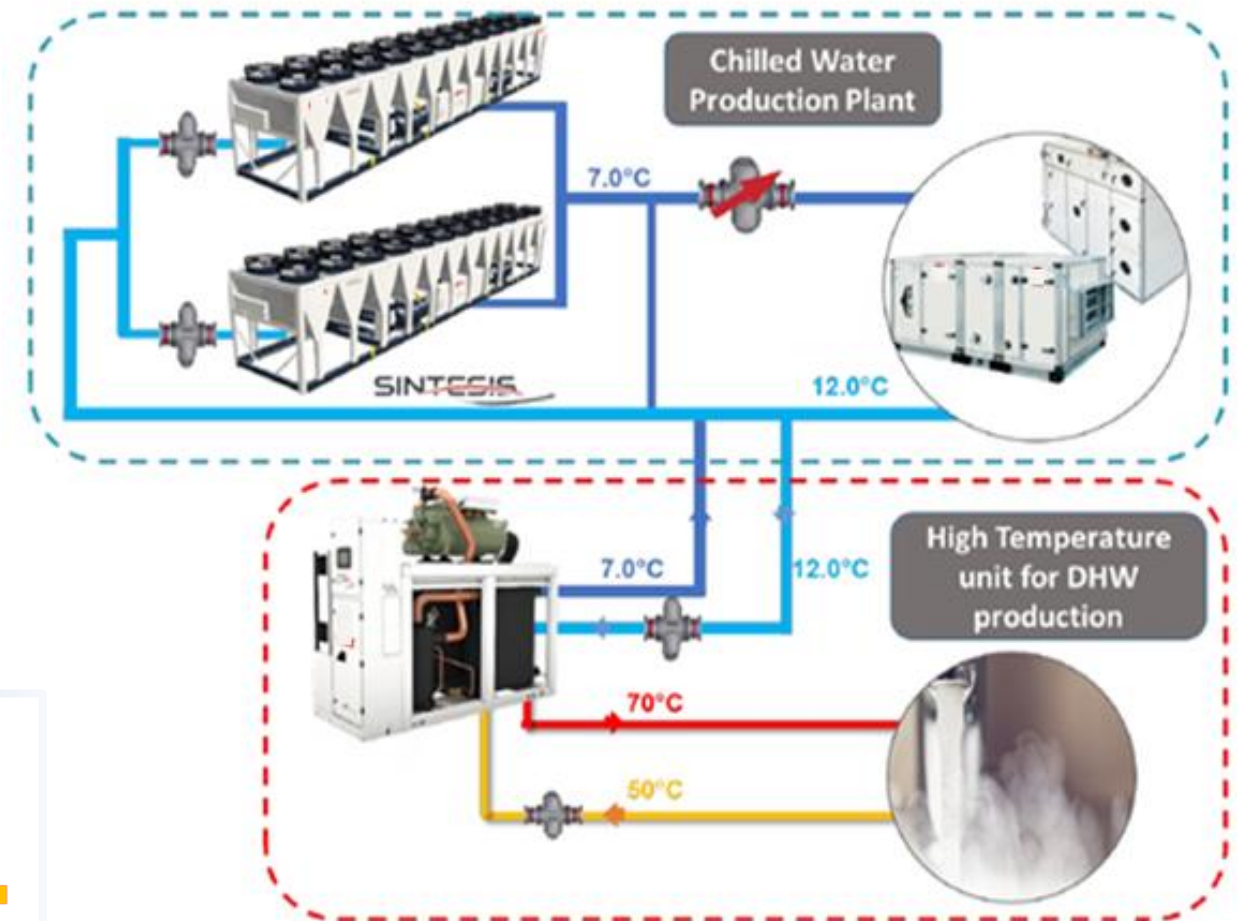 Chilled Water
Production Plant
7.0°C
SINTESIS
12.0°C
High Temperature
unit for DHW
production
7.0°C
12.0°C
70°C
50°C